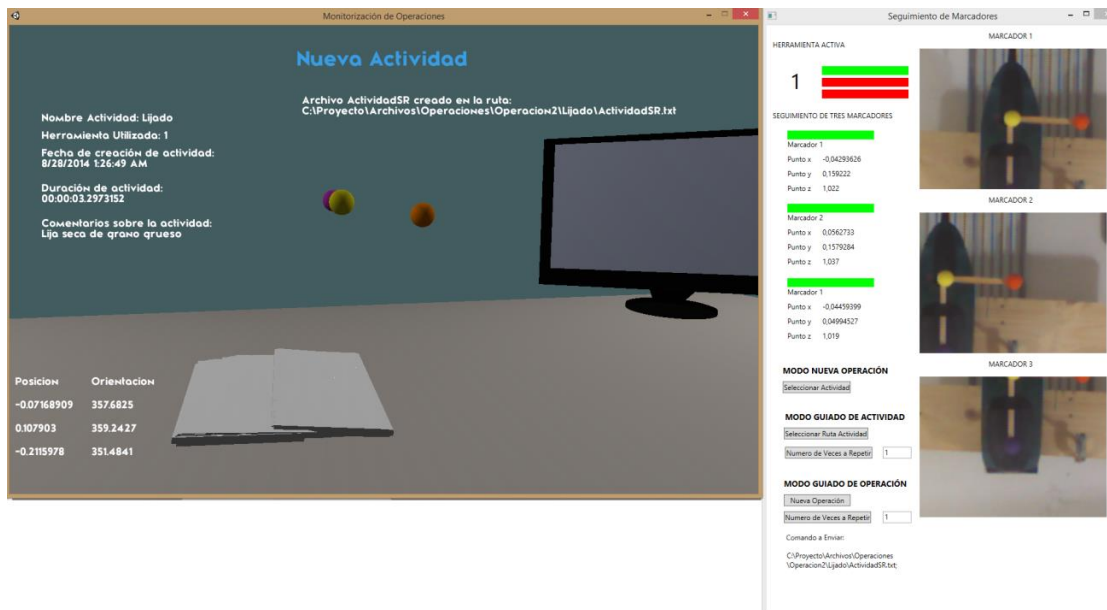 Monitorización de Operaciones
Nueva Actividad
Archivo ActividadSR creado en la ruta:
C:\Proyecto\Archivos\Operaciones\Operacion2\Lijado\ActividadSR.txt
Nombre Actividad: Lijado
Herramienta Utilizada: 1
Fecha de creación de actividad:
8/28/2014 1:26:49 AM
Duración de actividad:
00:00:03.2973152
Comentarios sobre la actividad:
Lija seca de grano grueso
Posicion Orientacion
-0.07168909 357.6825
0.107903 359.2427
-0.2115978 351.4841
Seguimiento de Marcadores
HERRAMIENTA ACTIVA
1
SEGUIMIENTO DE TRES MARCADORES
Marcador 1
Punto x -0,04293626
Punto y 0,159222
Punto z 1,022
Marcador 2
Punto x 0,0562733
Punto y 0,1579284
Punto z 1,037
Marcador 1
Punto x -0,04459399
Punto y 0,04994527
Punto z 1,019
MODO NUEVA OPERACIÓN
Seleccionar Actividad
MODO GUIADO DE ACTIVIDAD
Seleccionar Ruta Actividad
Numero de Veces a Repetir 1
MODO GUIADO DE OPERACIÓN
Nueva Operación
Numero de Veces a Repetir 1
Comando a Enviar:
C:\Proyecto\Archivos\Operaciones
\Operacion2\Lijado\ActividadSR.txt;
MARCADOR 1
MARCADOR 2
MARCADOR 3